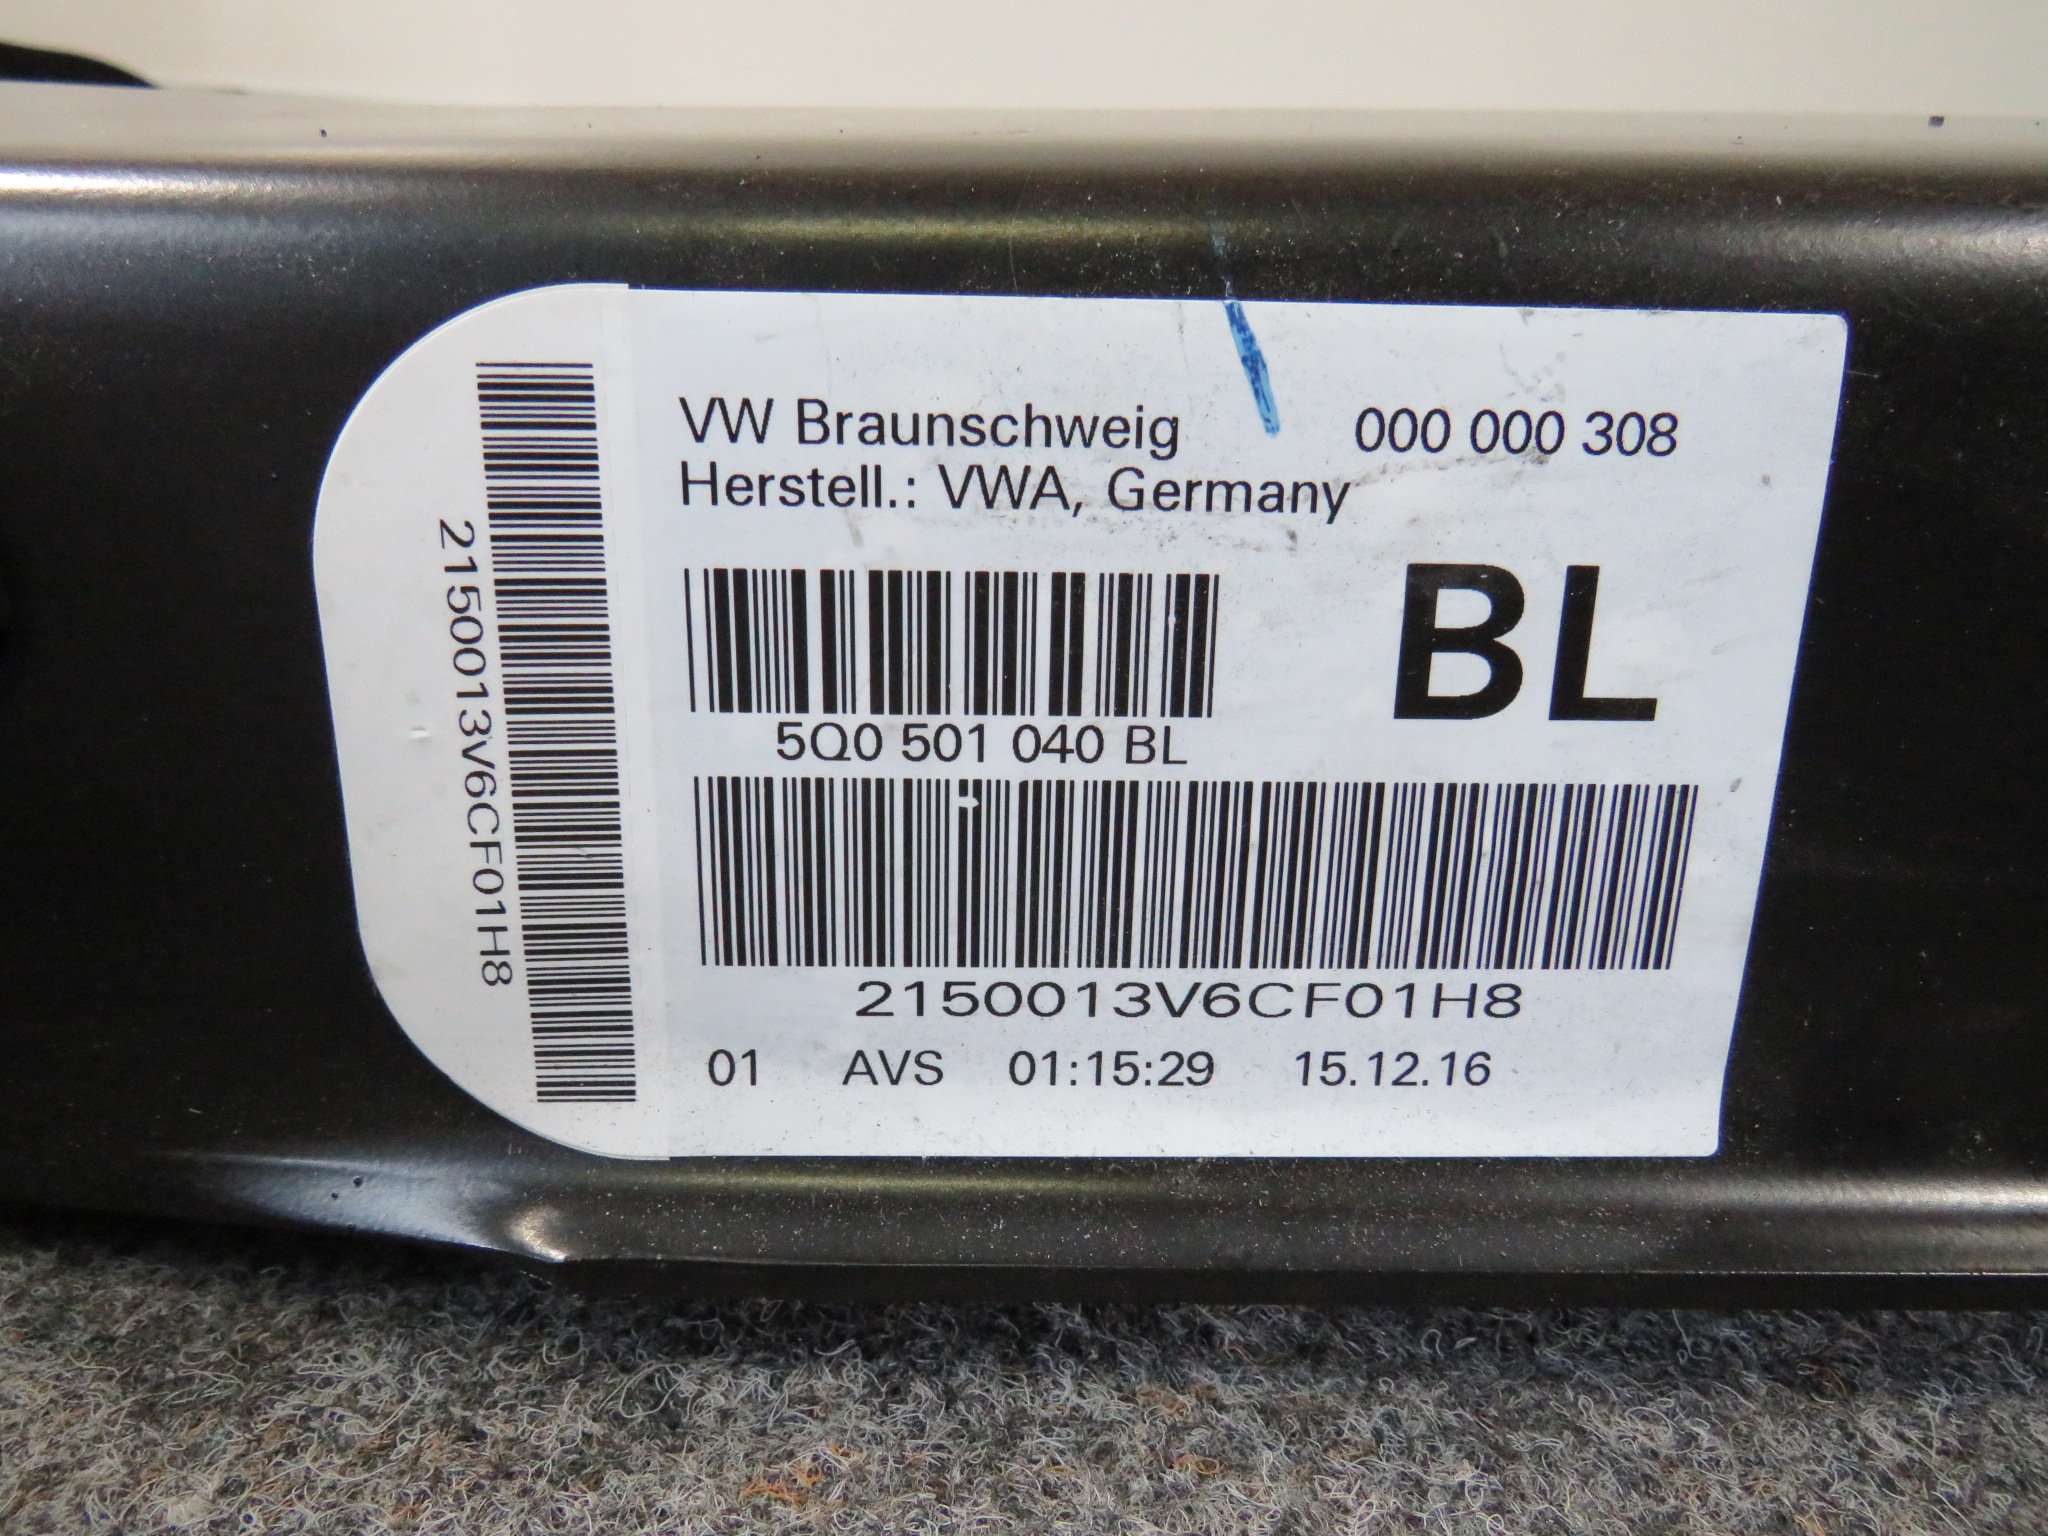 2150013V6CF01H8
VW Braunschweig 000 000 308
Herstell.: VWA, Germany
BL
5Q0 501 040 BL
2150013V6CF01H8
01 AVS 01:15:29 15.12.16